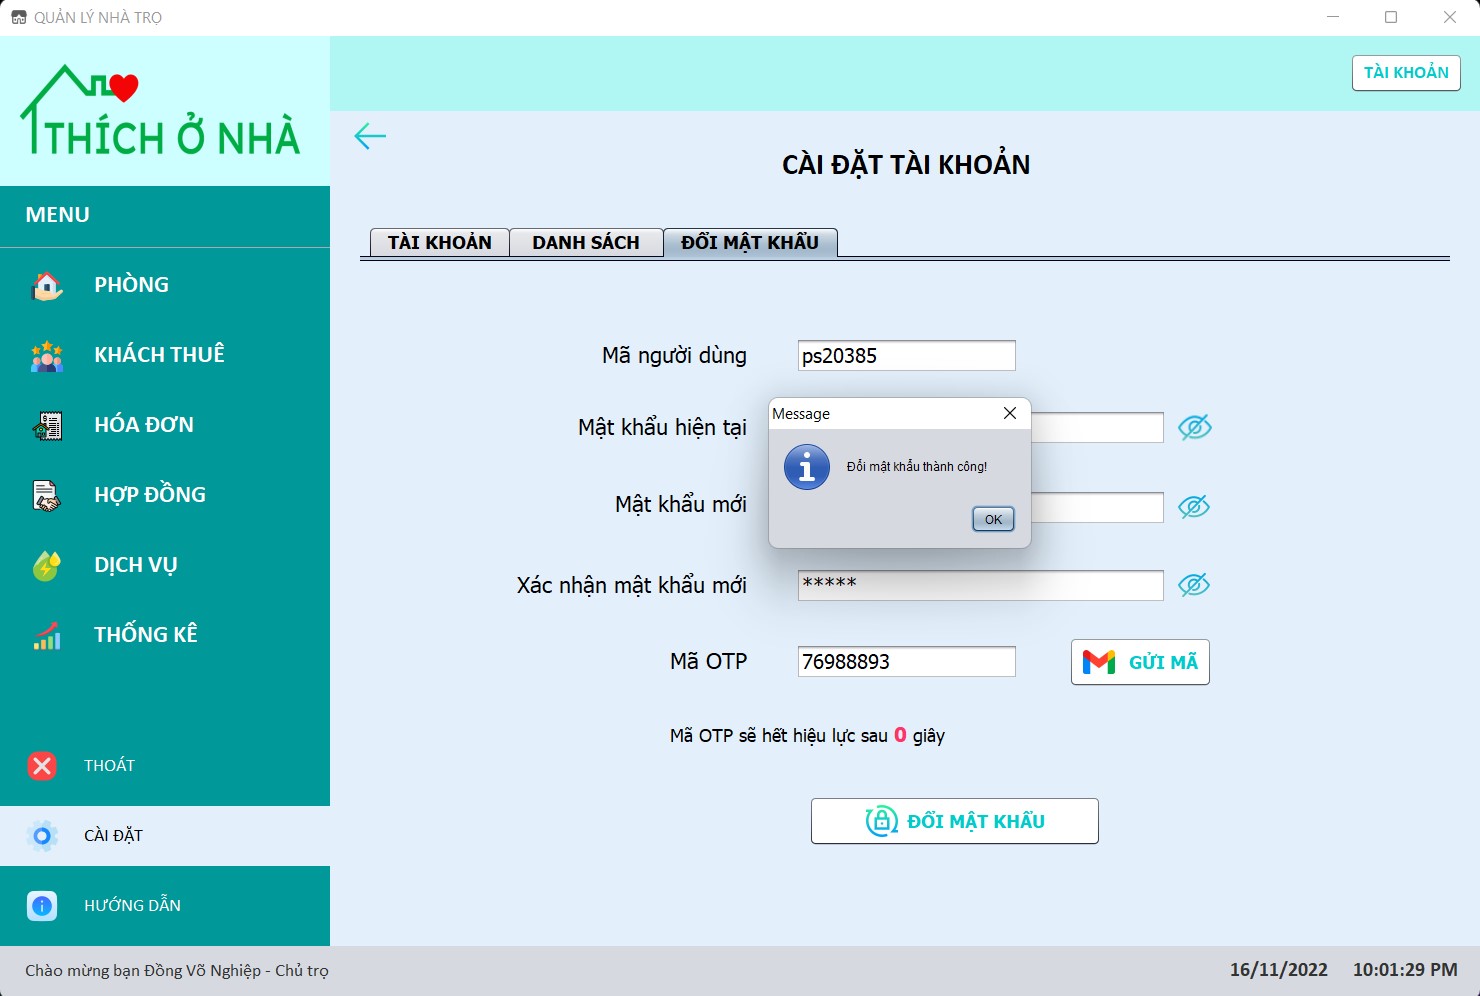 QUẢN LÝ NHÀ TRỌ
THÍCH Ở NHÀ
TÀI KHOẢN
MENU
PHÒNG
KHÁCH THUÊ
HÓA ĐƠN
HỢP ĐỒNG
DỊCH VỤ
THỐNG KÊ
THOÁT
CÀI ĐẶT
HƯỚNG DẪN
CÀI ĐẶT TÀI KHOẢN
TÀI KHOẢN DANH SÁCH ĐỔI MẬT KHẨU
Mã người dùng ps20385
Mật khẩu hiện tại
Mật khẩu mới
Message
Đổi mật khẩu thành công!
OK
Xác nhận mật khẩu mới *****
Mã OTP 76988893 GỬI MÃ
Mã OTP sẽ hết hiệu lực sau 0 giây
ĐỔI MẬT KHẨU
Chào mừng bạn Đồng Võ Nghiệp - Chủ trọ
16/11/2022 10:01:29 PM